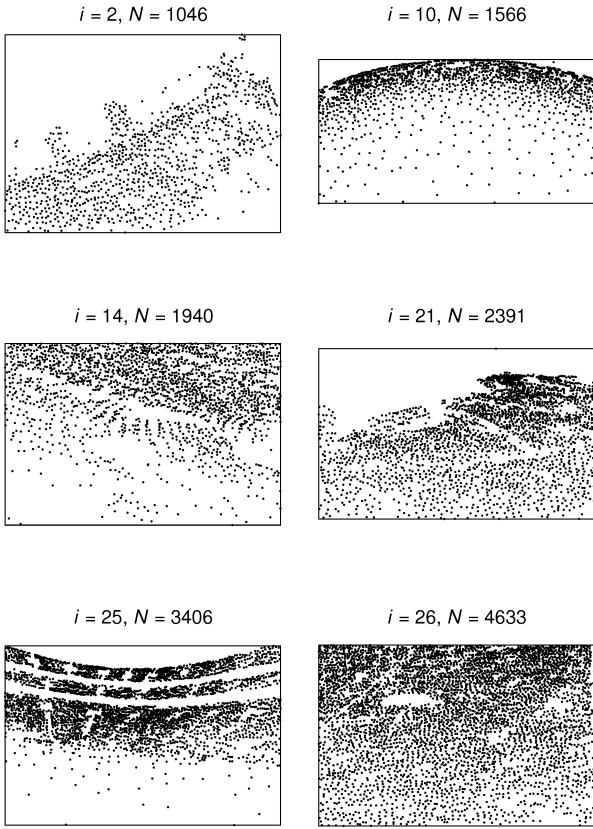 i = 2, N = 1046
i = 10, N = 1566
i = 14, N = 1940
i = 21, N = 2391
i = 25, N = 3406
i = 26, N = 4633